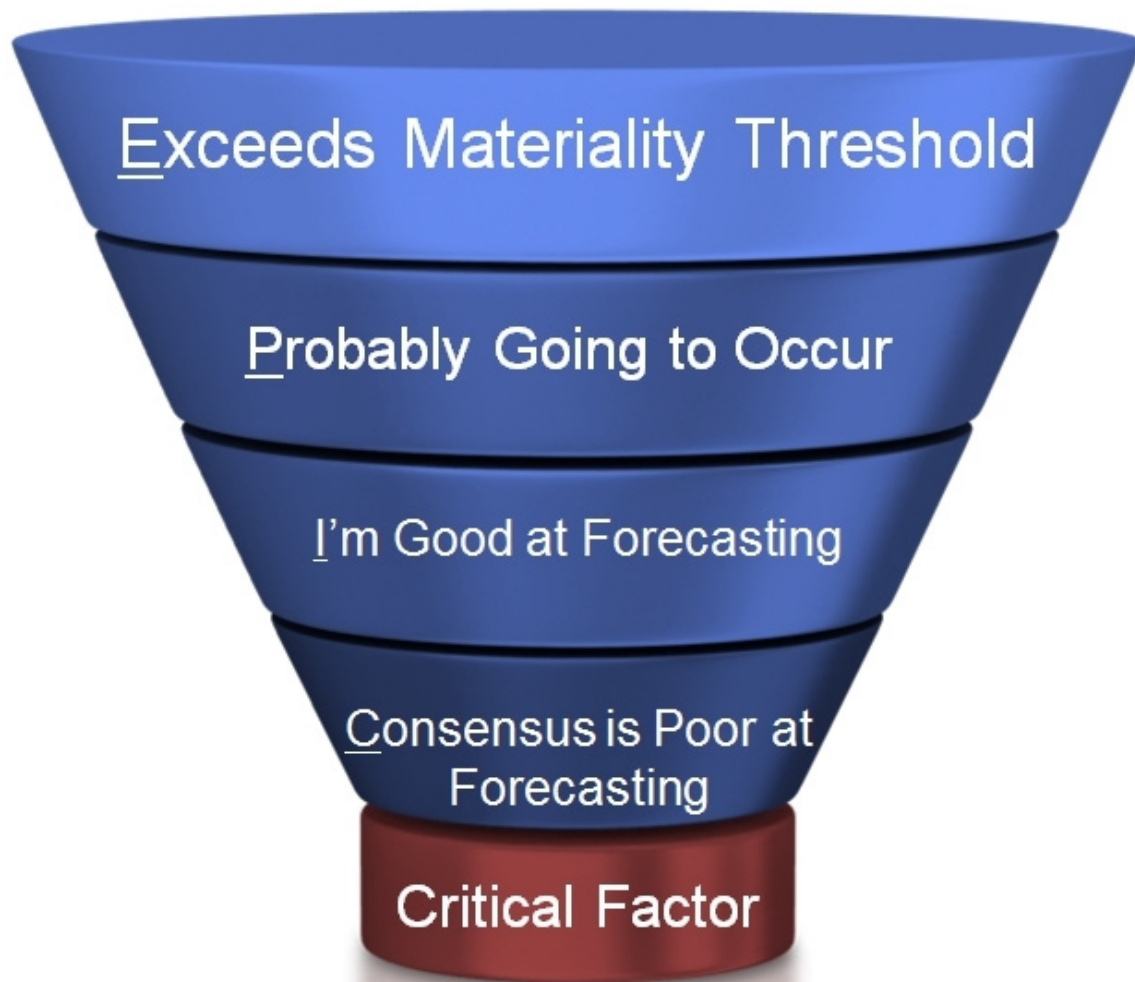 Exceeds Materiality Threshold
Probably Going to Occur
I'm Good at Forecasting
Consensus is Poor at
Forecasting
Critical Factor